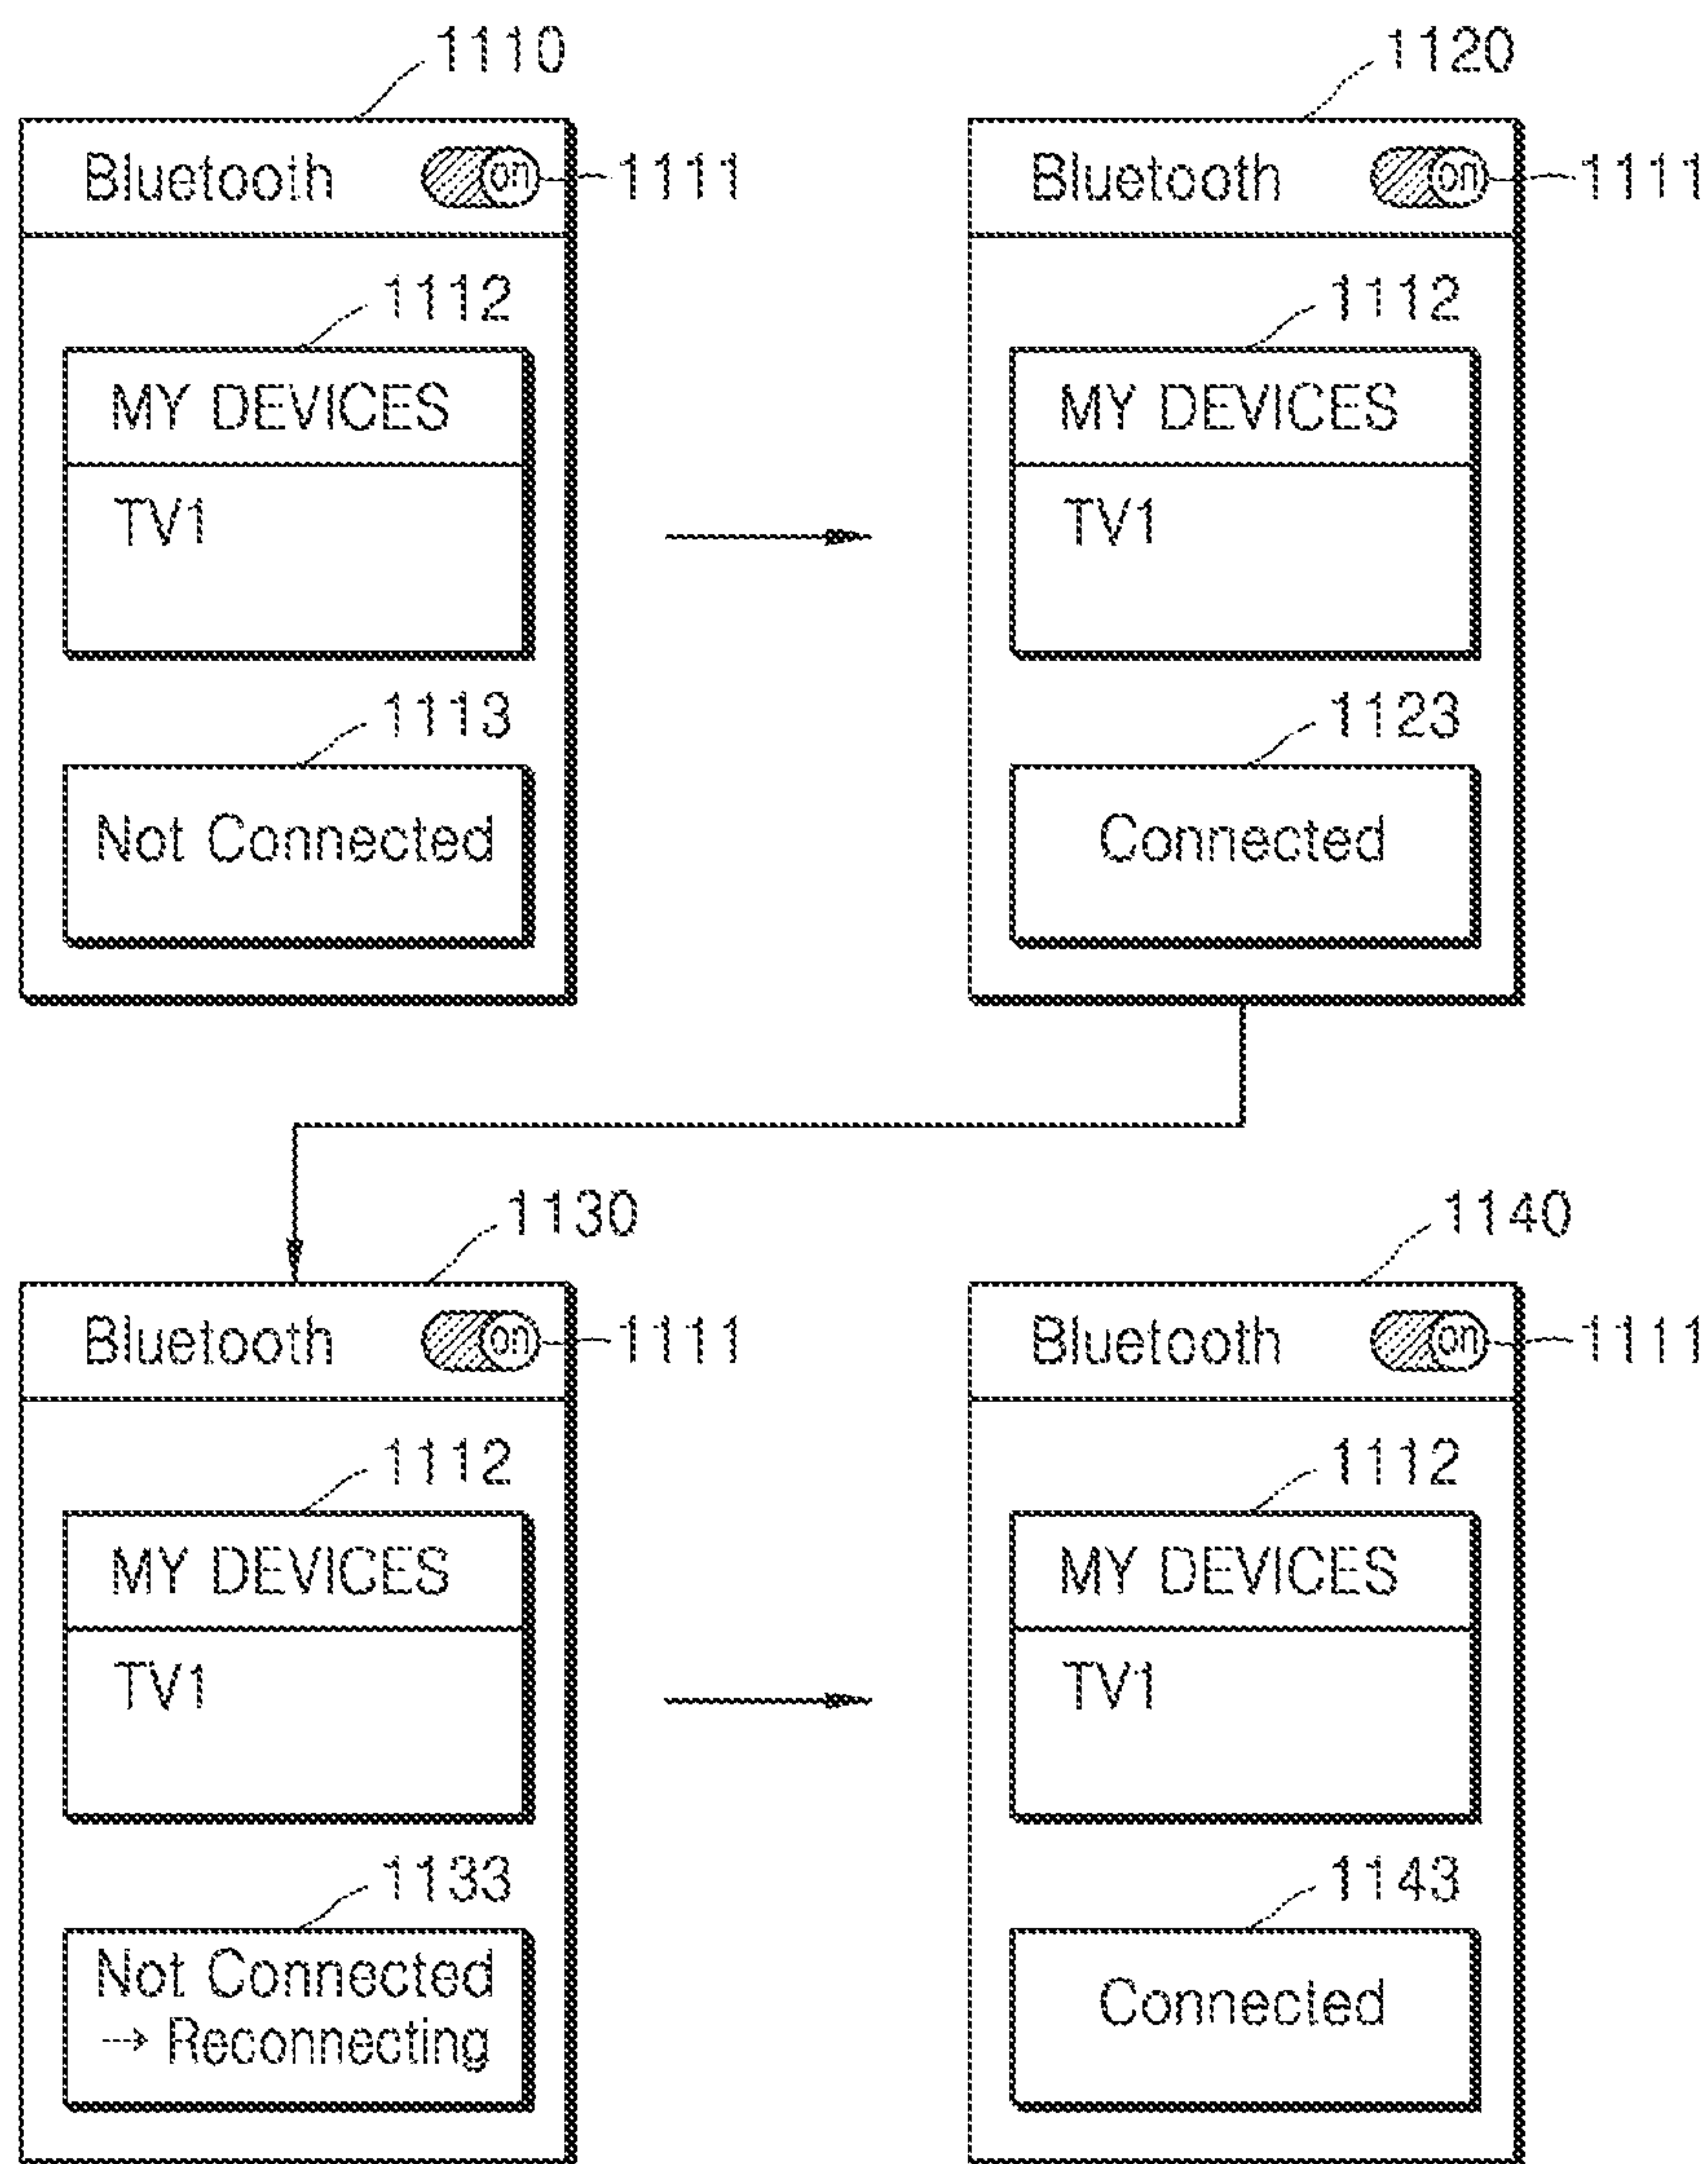 1110
Bluetooth on 1111
1112
MY DEVICES
TV1
1113
Not Connected
1120
Bluetooth on 1111
1112
MY DEVICES
TV1
1123
Connected
1130
Bluetooth on 1111
1112
MY DEVICES
TV1
1133
Not Connected
→ Reconnecting
1140
Bluetooth on 1111
1112
MY DEVICES
TV1
1143
Connected